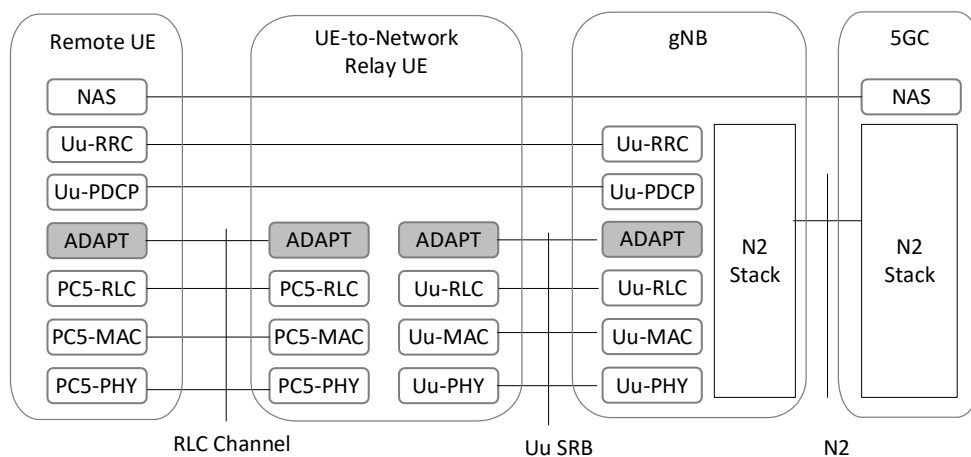 Remote UE
UE-to-Network
Relay UE
gNB
5GC
NAS
NAS
Uu-RRC
Uu-RRC
Uu-PDCP
Uu-PDCP
ADAPT
ADAPT
ADAPT
ADAPT
N2
Stack
N2
Stack
PC5-RLC
PC5-RLC
Uu-RLC
Uu-RLC
PC5-MAC
PC5-MAC
Uu-MAC
Uu-MAC
PC5-PHY
PC5-PHY
Uu-PHY
Uu-PHY
RLC Channel
Uu SRB
N2